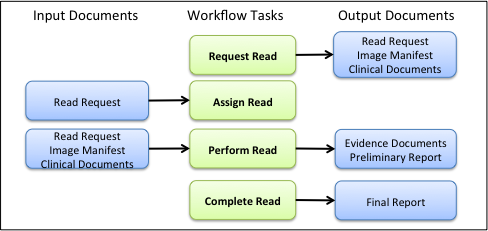 Input Documents
Workflow Tasks
Output Documents
Request Read
Read Request
Image Manifest
Clinical Documents
Read Request
Assign Read
Read Request
Image Manifest
Clinical Documents
Perform Read
Evidence Documents
Preliminary Report
Complete Read
Final Report